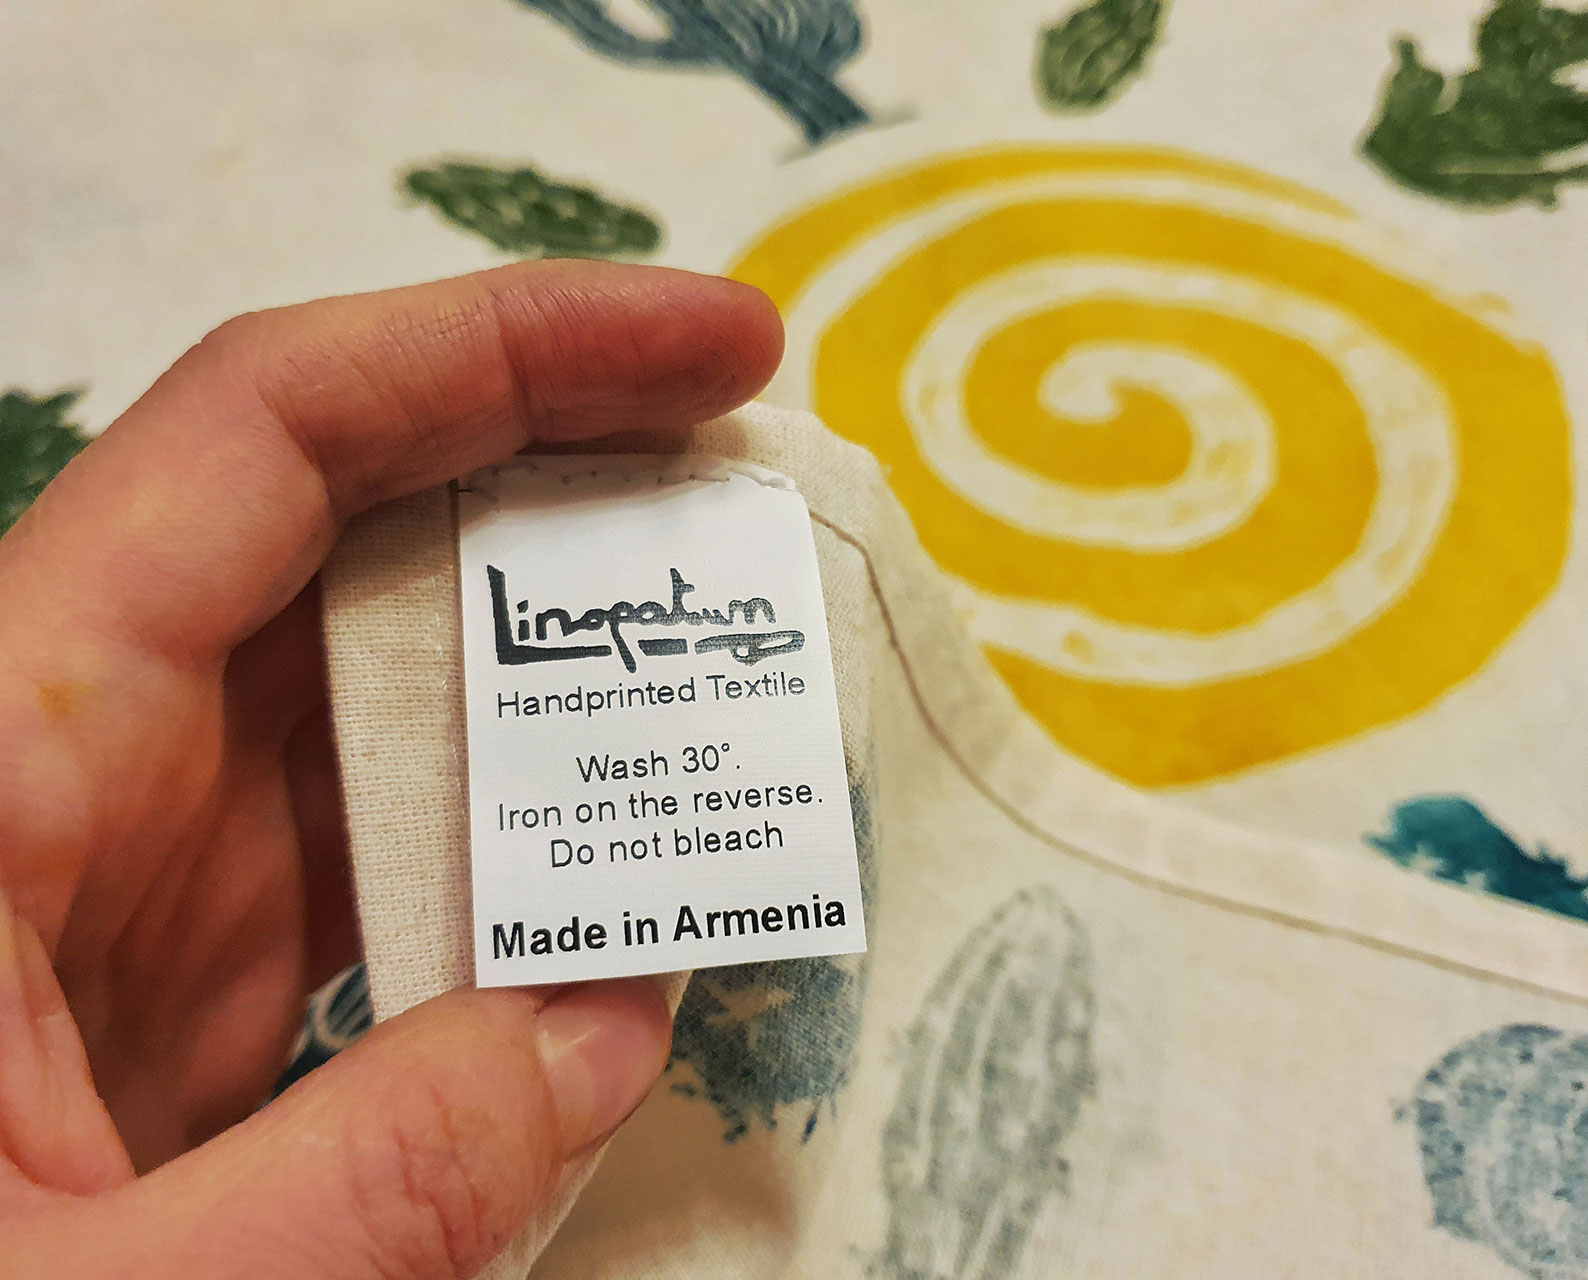 Linopatum
Handprinted Textile
Wash 30°.
Iron on the reverse.
Do not bleach
Made in Armenia